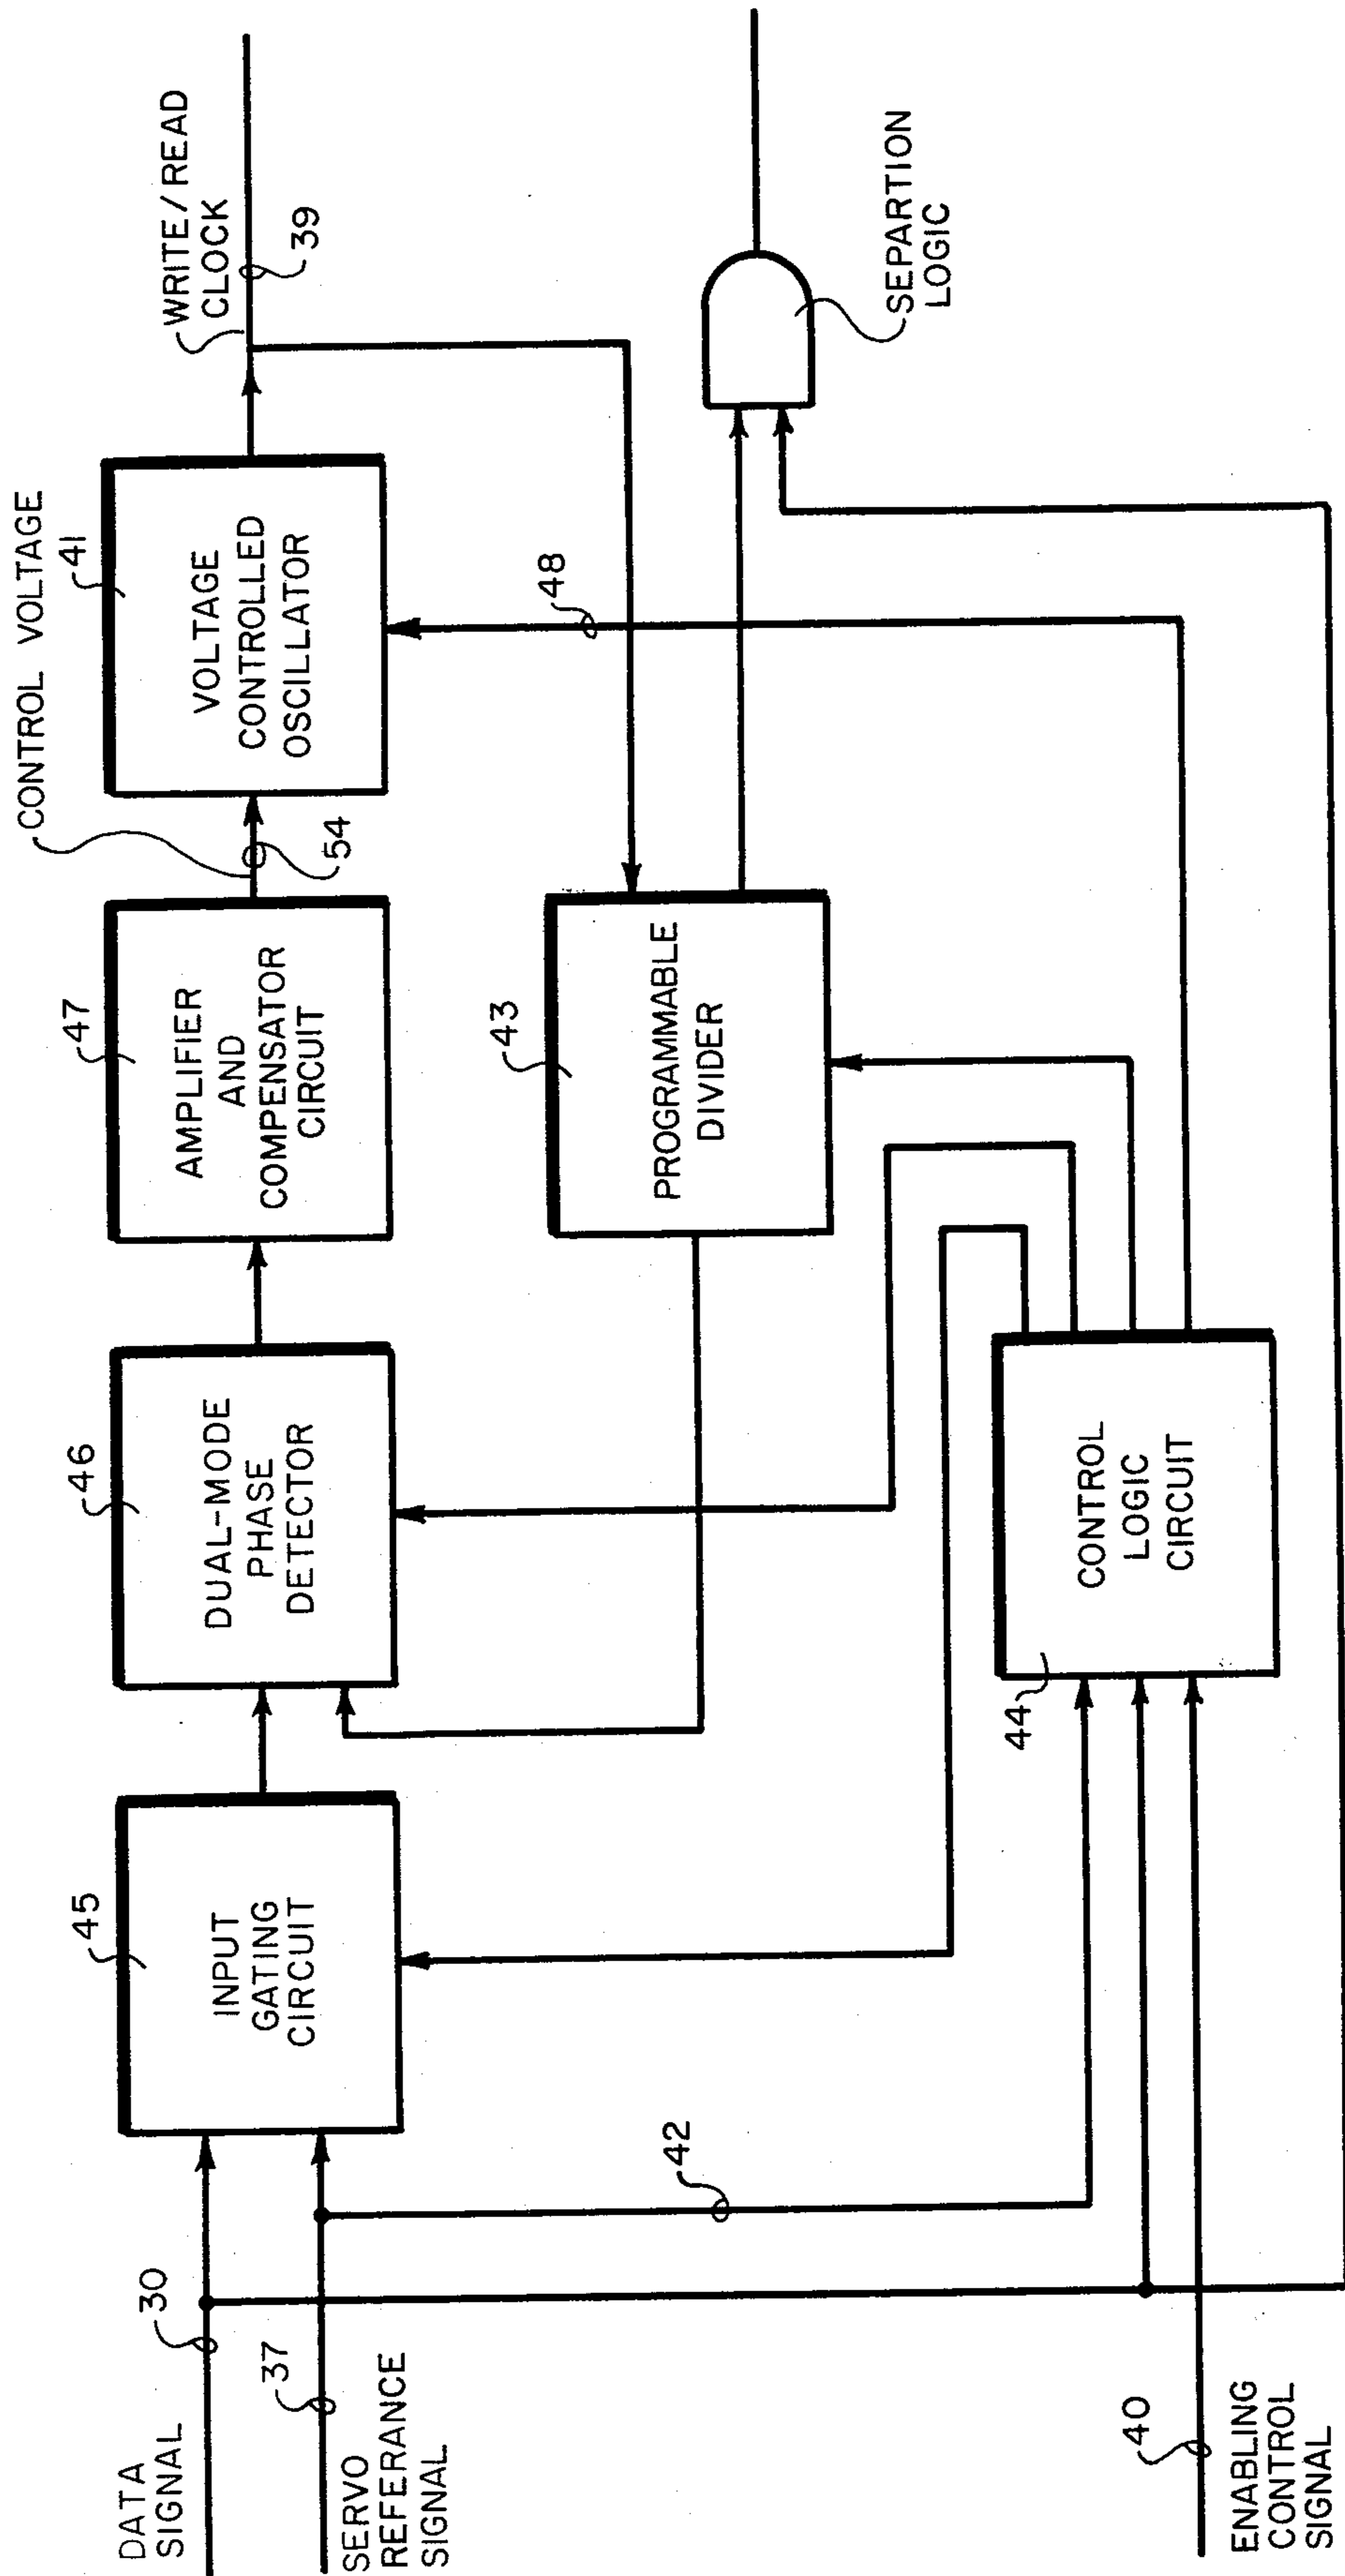 CONTROL VOLTAGE
WRITE/READ
CLOCK
39
45
INPUT
GATING
CIRCUIT
46
DUAL-MODE
PHASE
DETECTOR
47
AMPLIFIER
AND
COMPENSATOR
CIRCUIT
54
41
VOLTAGE
CONTROLLED
OSCILLATOR
DATA
SIGNAL
30
37
SERVO
REFERANCE
SIGNAL
42
43
PROGRAMMABLE
DIVIDER
48
SEPARTION
LOGIC
44
CONTROL
LOGIC
CIRCUIT
40
ENABLING
CONTROL
SIGNAL